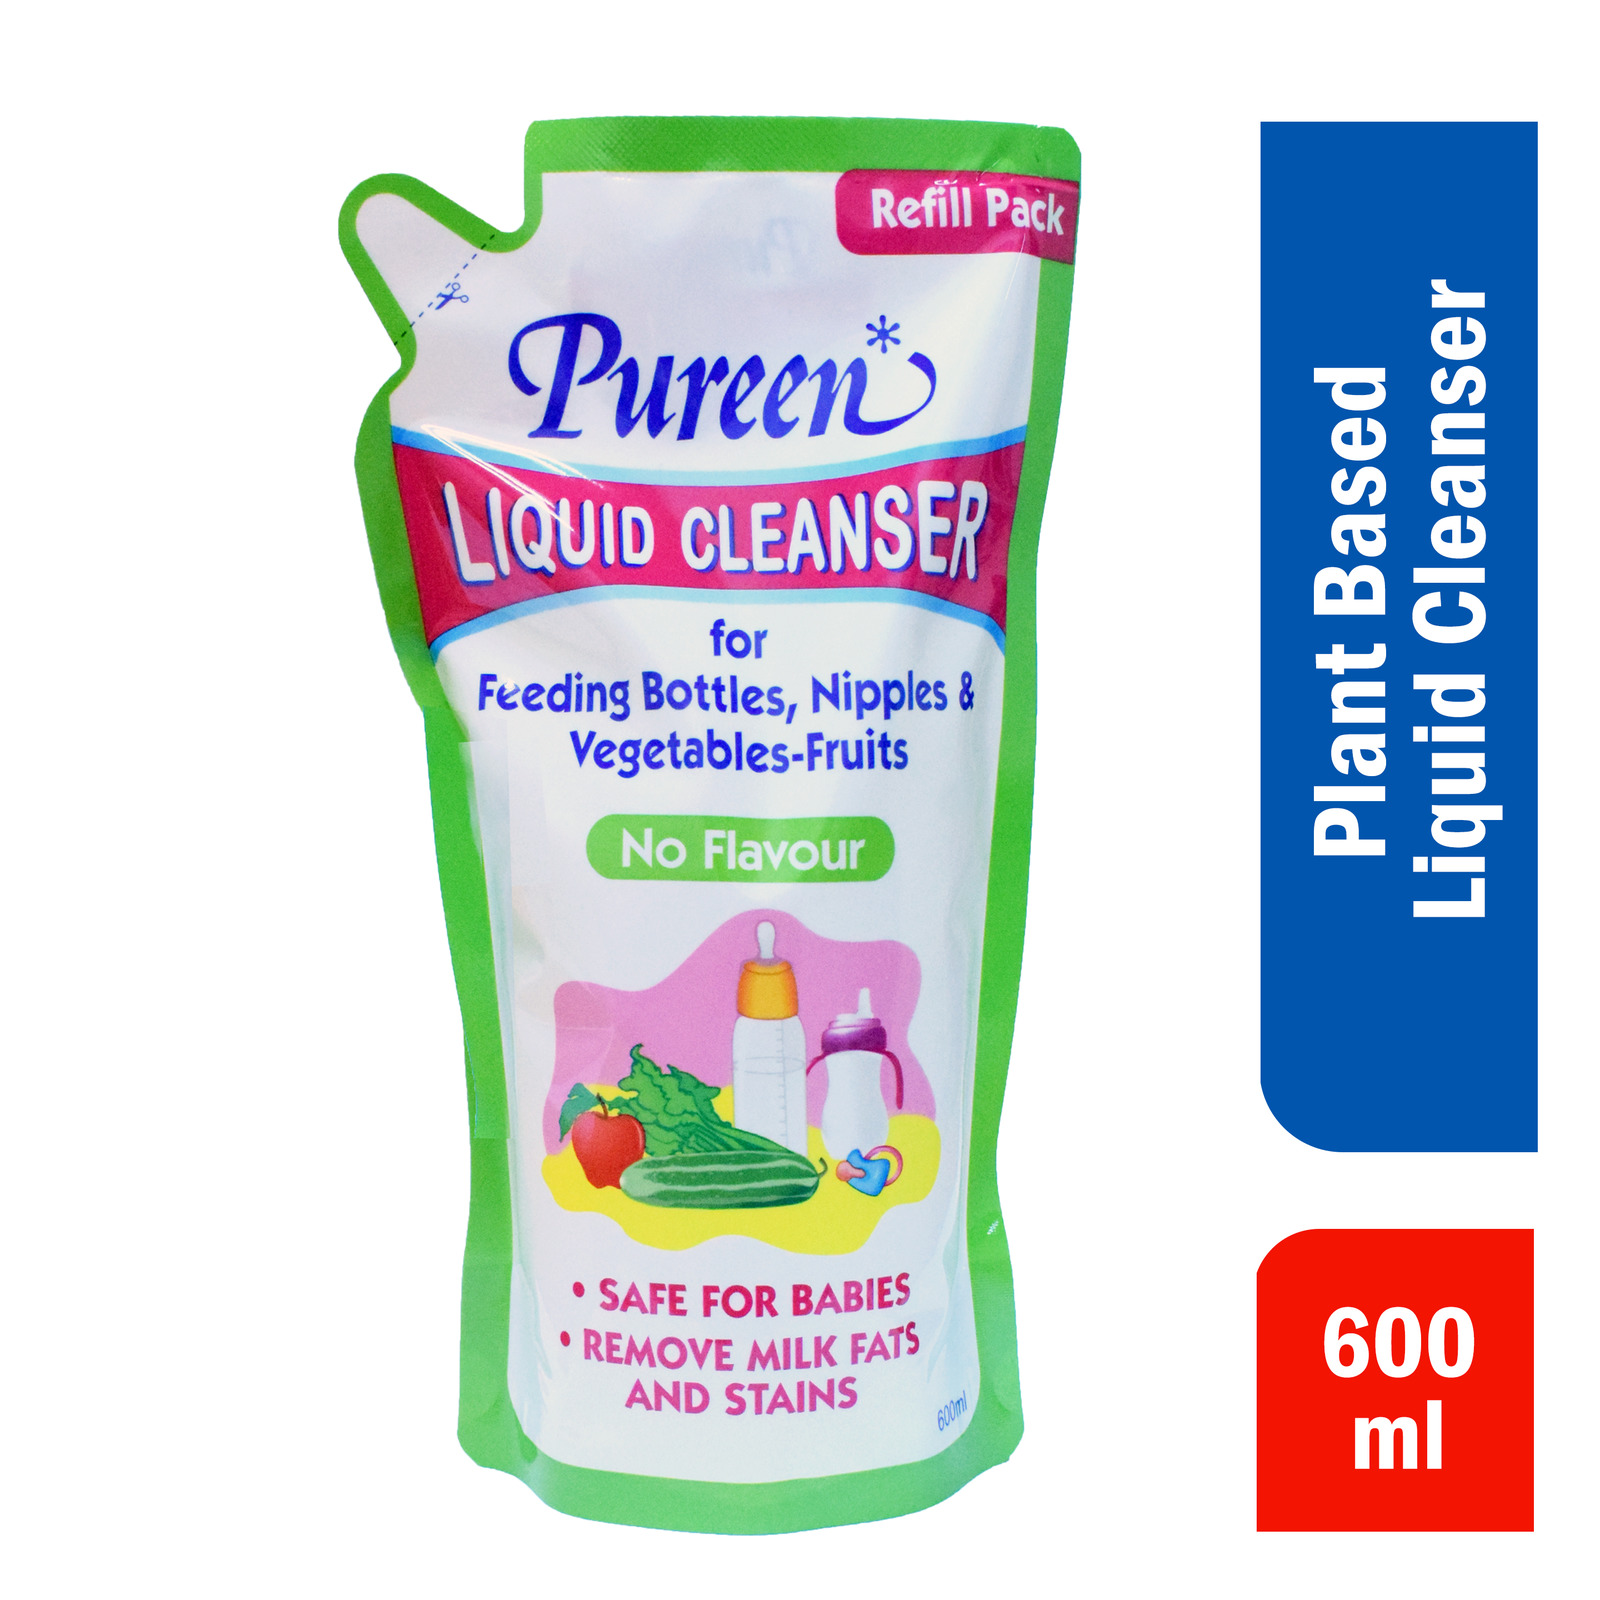 Refill Pack
Pureen*
LIQUID CLEANSER
for
Feeding Bottles, Nipples &
Vegetables-Fruits
No Flavour
• SAFE FOR BABIES
• REMOVE MILK FATS
AND STAINS
600ml
Plant Based
Liquid Cleanser
600
ml